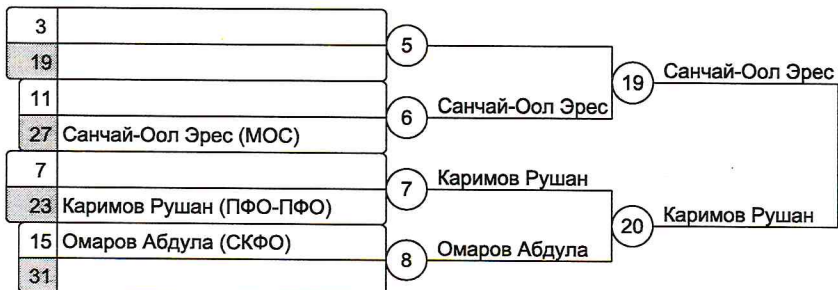 3
19
5
11
27 Санчай-Оол Эрес (МОС)
6
Санчай-Оол Эрес
19
Санчай-Оол Эрес
7
23 Каримов Рушан (ПФО-ПФО)
7
Каримов Рушан
15 Омаров Абдула (СКФО)
31
8
Омаров Абдула
20
Каримов Рушан